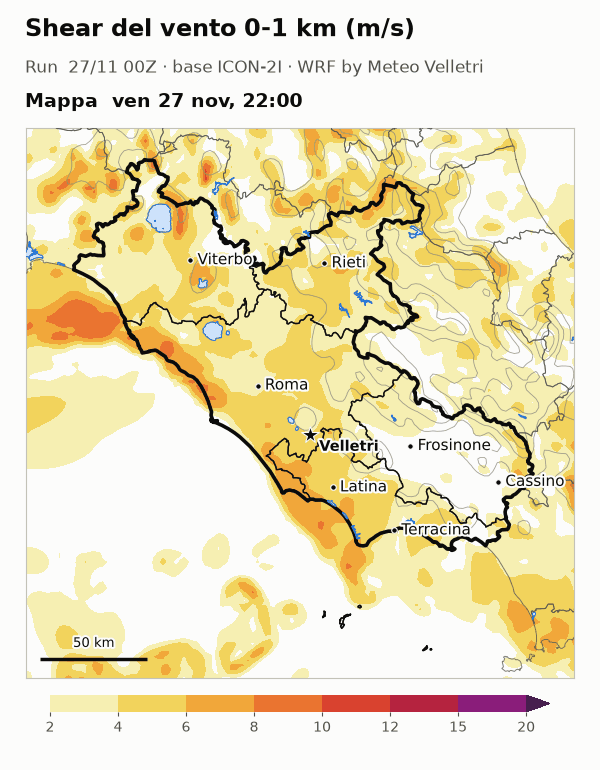 Shear del vento 0-1 km (m/s)
Run  27/11 00Z · base ICON-2I · WRF by Meteo Velletri
Mappa  ven 27 nov, 22:00
Viterbo
Rieti
Roma
Velletri
Frosinone
Latina
Cassino
Terracina
50 km
2 4 6 8 10 12 15 20